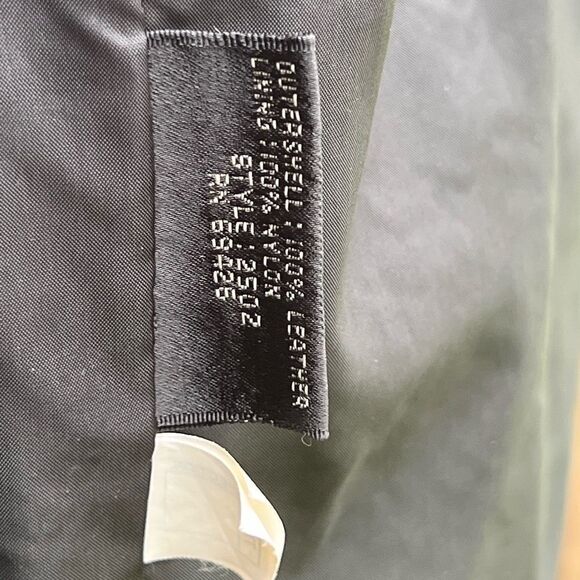 OUTERSHELL: 100% LEATHER
LINING: 100% NYLON
STYLE: 2502
RN 69426